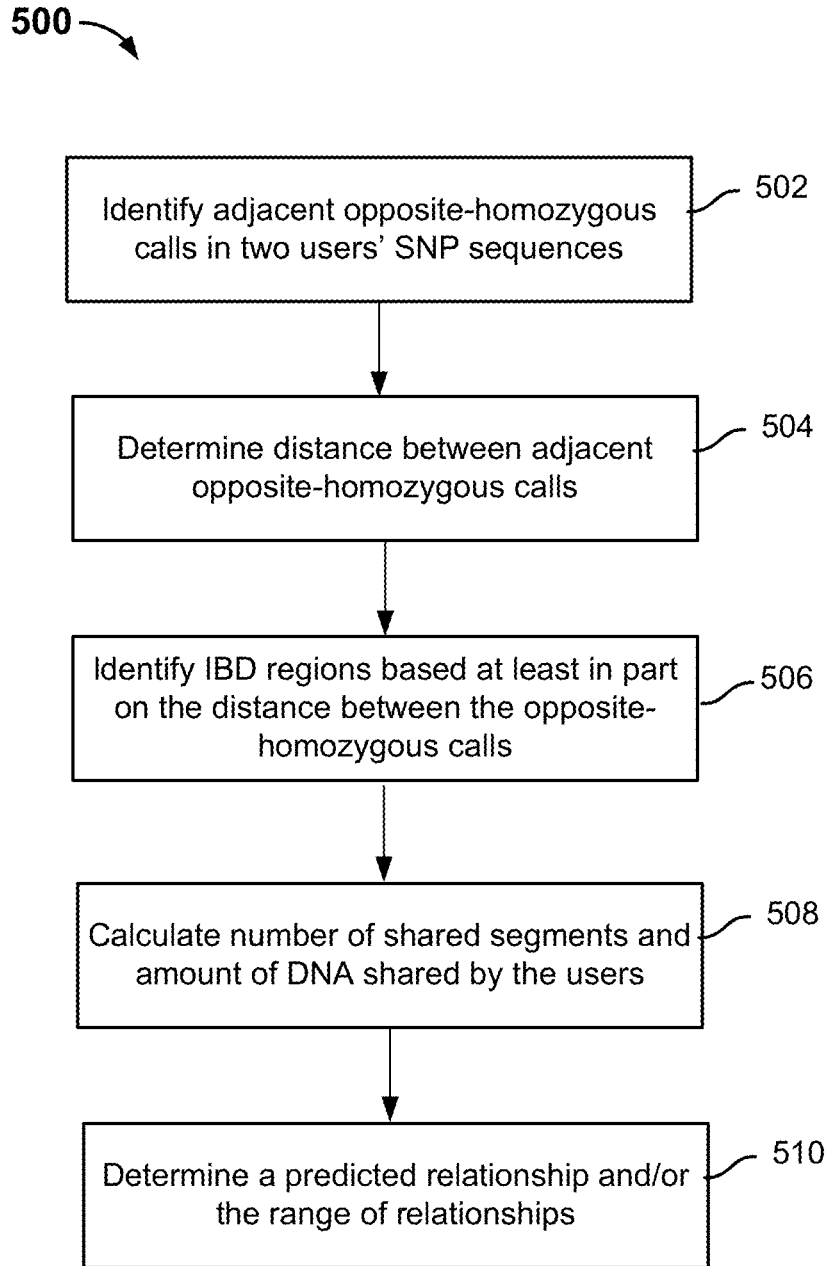 500
Identify adjacent opposite-homozygous
calls in two users’ SNP sequences
502
Determine distance between adjacent
opposite-homozygous calls
504
Identify IBD regions based at least in part
on the distance between the opposite-
homozygous calls
506
Calculate number of shared segments and
amount of DNA shared by the users
508
Determine a predicted relationship and/or
the range of relationships
510